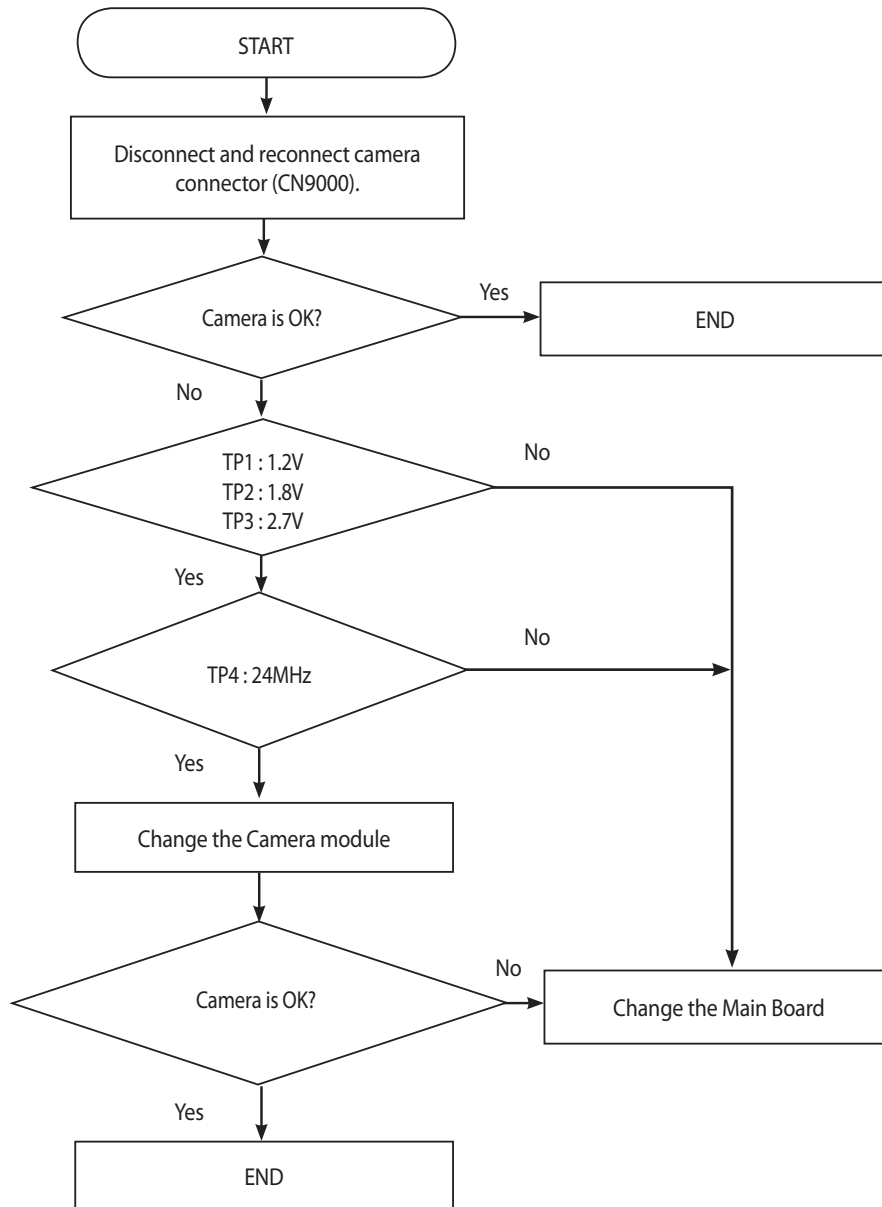 START
Disconnect and reconnect camera
connector (CN9000).
Camera is OK?
Yes
END
No
TP1 : 1.2V
TP2 : 1.8V
TP3 : 2.7V
No
Yes
TP4 : 24MHz
No
Yes
Change the Camera module
Camera is OK?
No
Change the Main Board
Yes
END